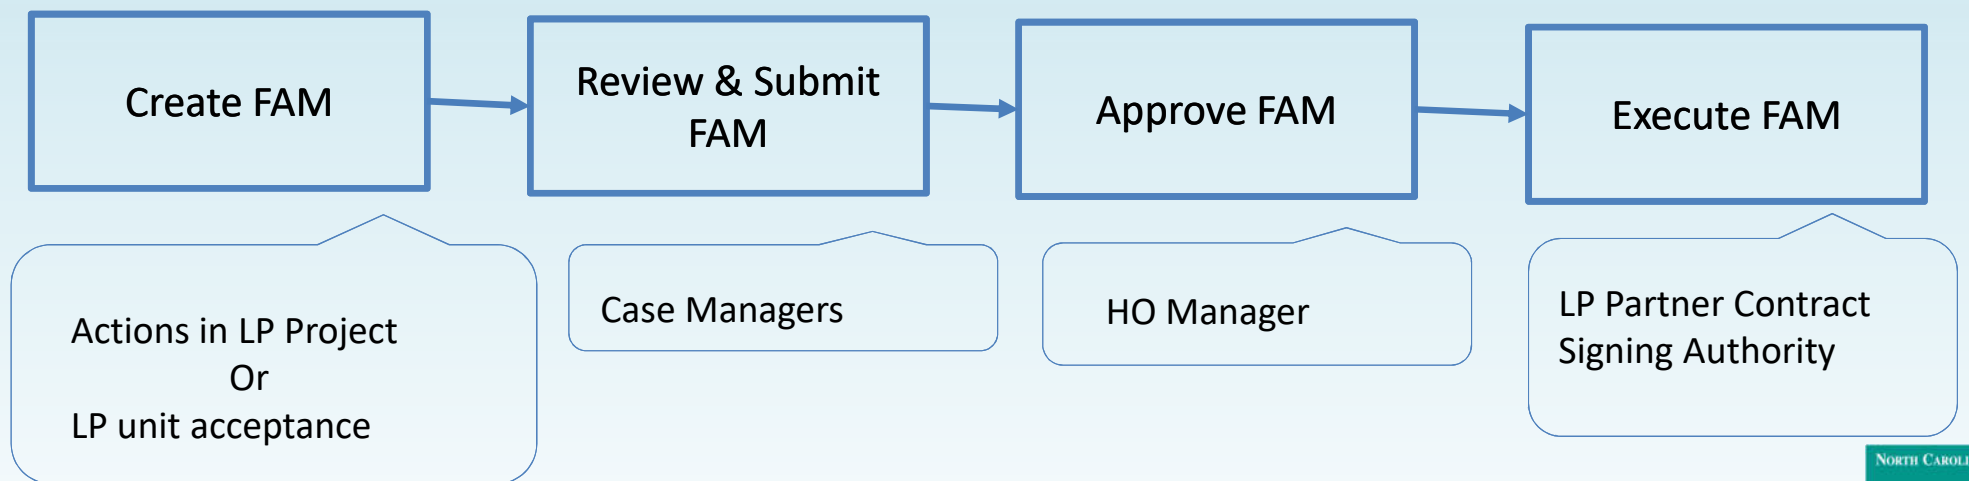 Create FAM
Review & Submit
FAM
Approve FAM
Execute FAM
Actions in LP Project
Or
LP unit acceptance
Case Managers
HO Manager
LP Partner Contract
Signing Authority
NORTH